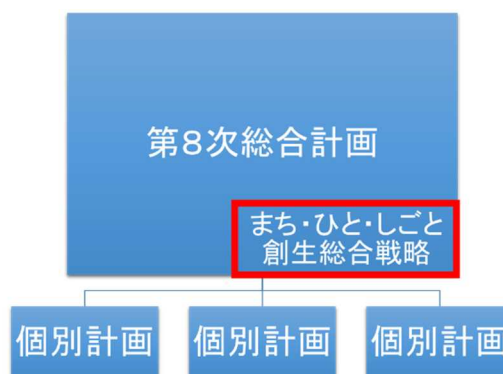 第８次総合計画
まち・ひと・しごと
創生総合戦略
個別計画
個別計画
個別計画